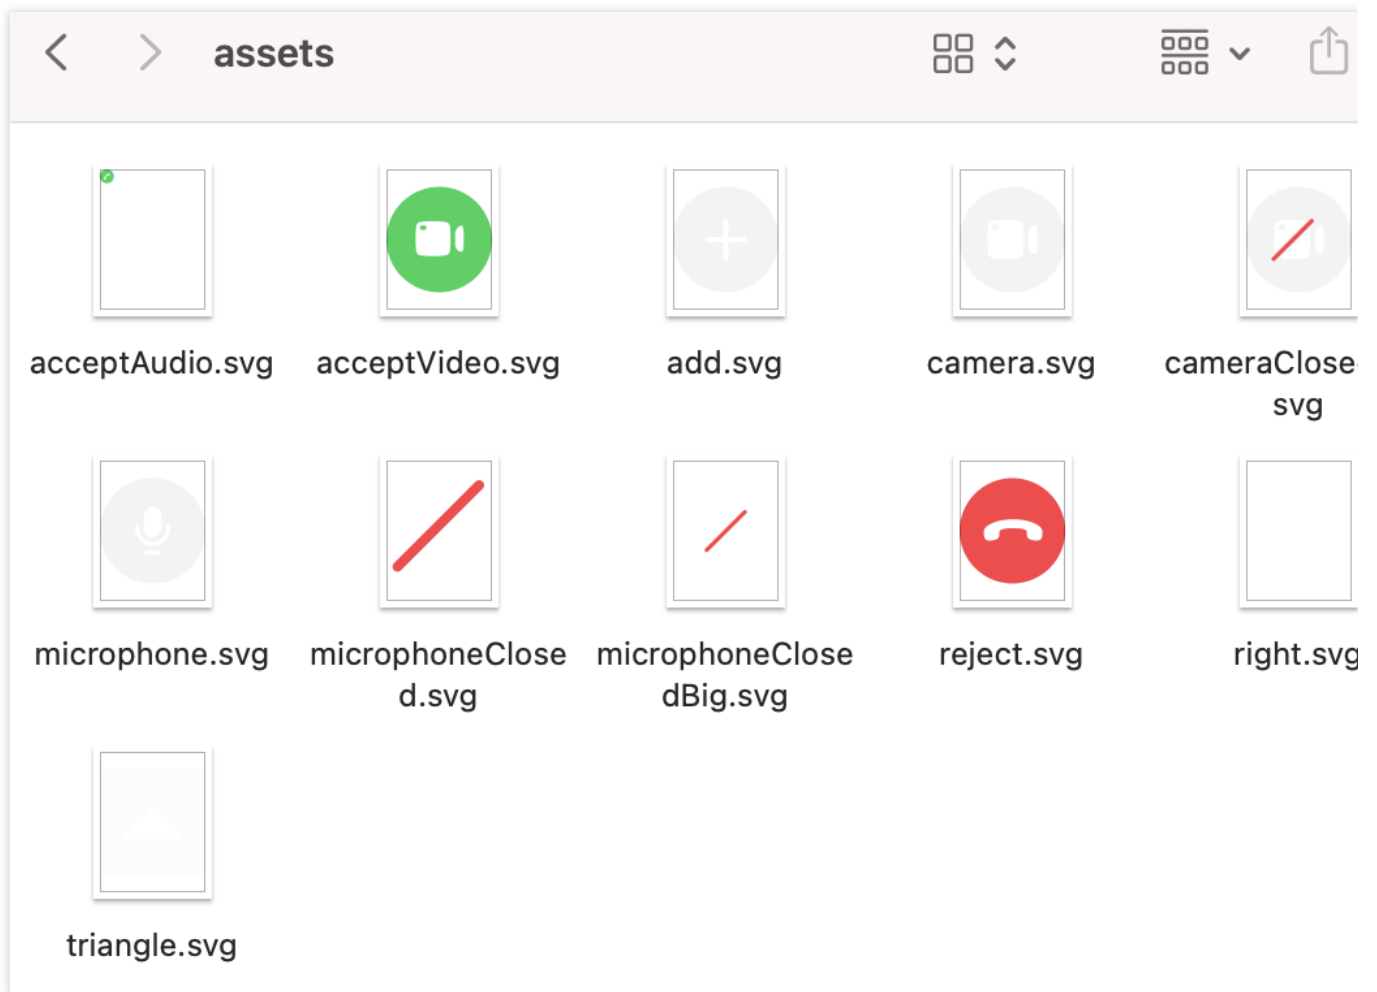 assets
acceptAudio.svg
acceptVideo.svg
add.svg
camera.svg
cameraClose
svg
microphone.svg
microphoneClose
d.svg
microphoneClose
dBig.svg
reject.svg
right.svg
triangle.svg